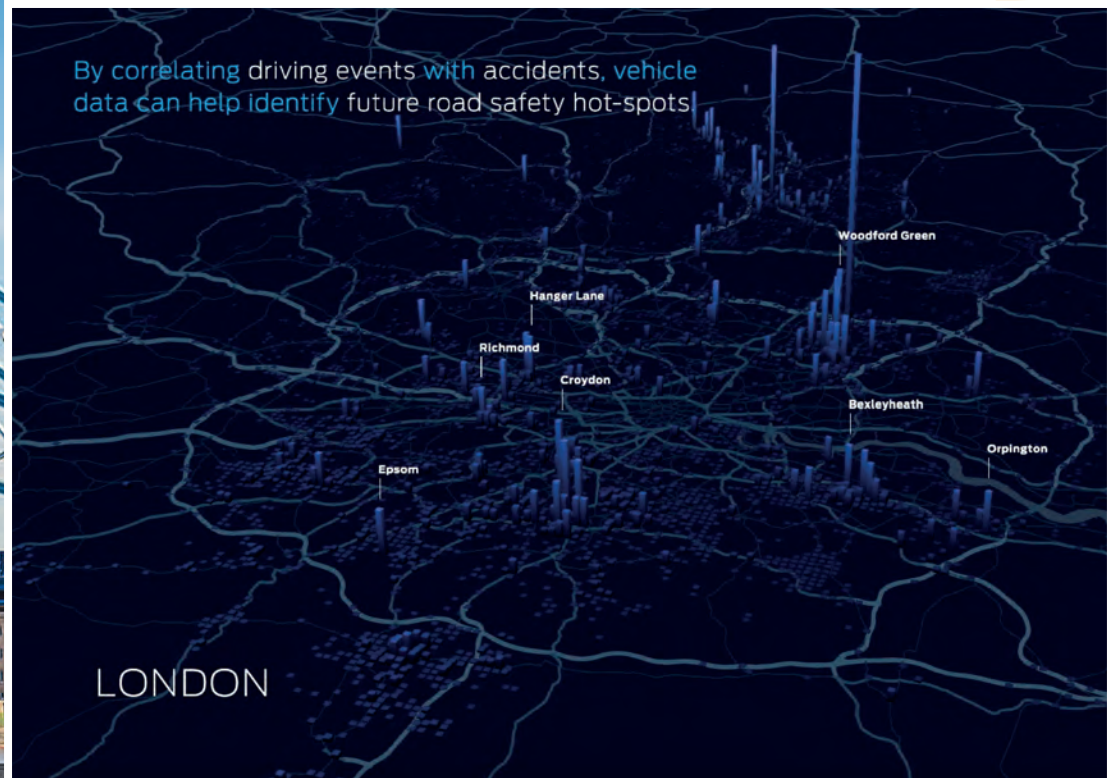 By correlating driving events with accidents, vehicle
data can help identify future road safety hot-spots.
Woodford Green
Hanger Lane
Richmond
Croydon
Bexleyheath
Orpington
Epsom
LONDON